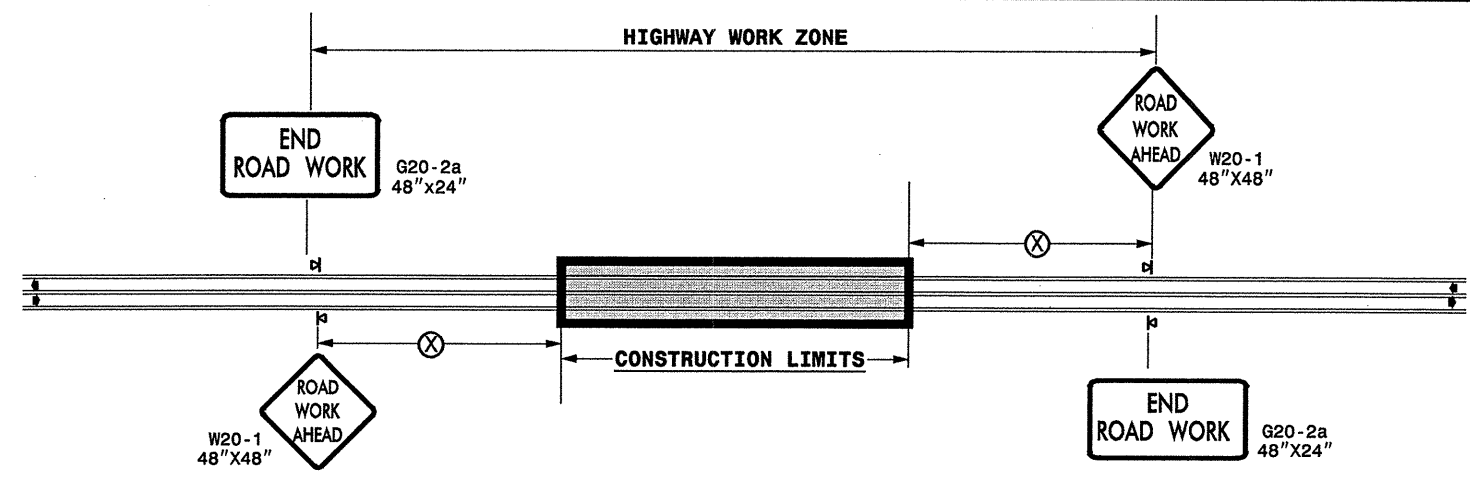 HIGHWAY WORK ZONE
END
ROAD WORK
G20-2a
48"x24"
ROAD
WORK
AHEAD
W20-1
48"X48"
X
X
CONSTRUCTION LIMITS
ROAD
WORK
AHEAD
W20-1
48"X48"
END
ROAD WORK
G20-2a
48"X24"